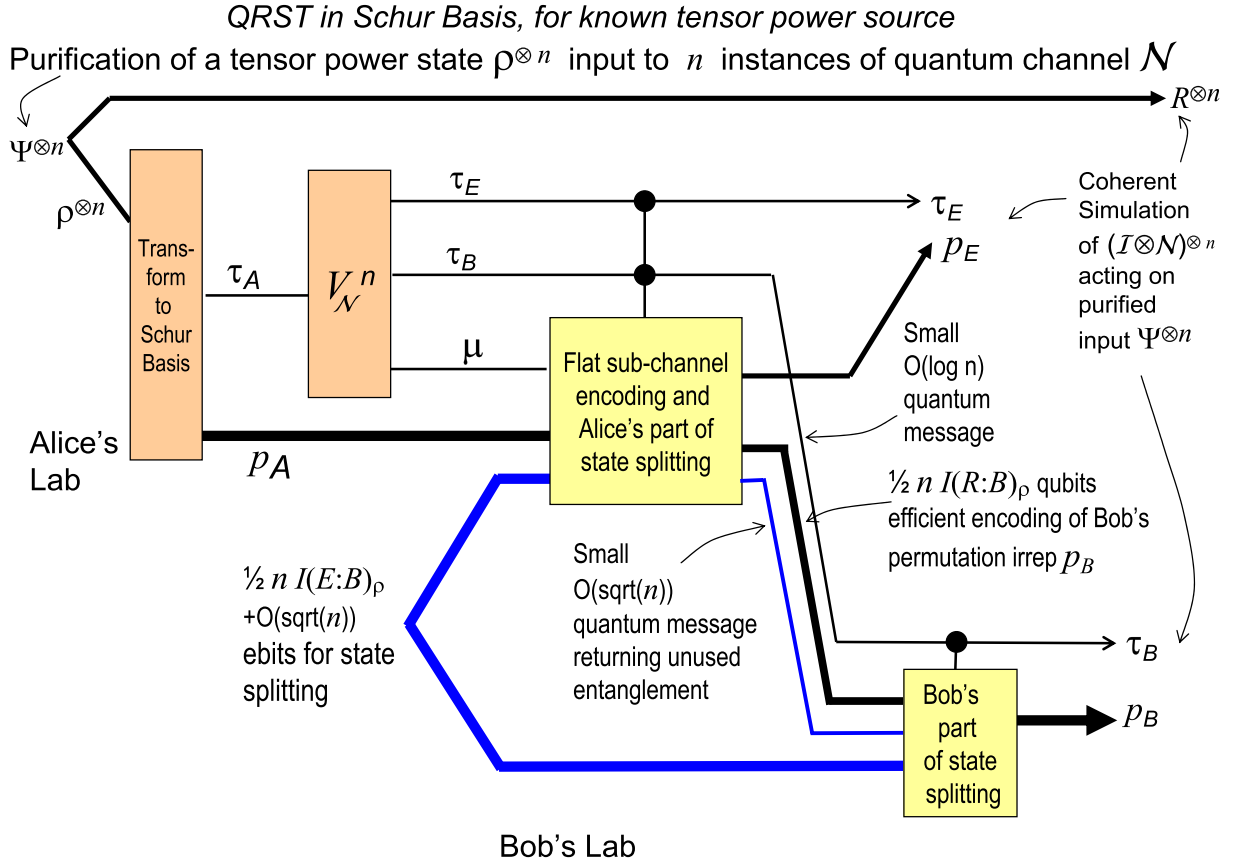 QRST in Schur Basis, for known tensor power source
Purification of a tensor power state ρ⊗n input to n instances of quantum channel 𝒩
R⊗n
Ψ⊗n
ρ⊗n
Trans-
form
to
Schur
Basis
τA
V𝒩n
τE
τB
μ
pA
Alice's
Lab
Flat sub-channel
encoding and
Alice's part of
state splitting
τE
pE
Coherent
Simulation
of (ℐ⊗𝒩)⊗n
acting on
purified
input Ψ⊗n
Small
O(log n)
quantum
message
½ n I(R:B)ρ qubits
efficient encoding of Bob's
permutation irrep pB
Small
O(sqrt(n))
quantum message
returning unused
entanglement
½ n I(E:B)ρ
+O(sqrt(n))
ebits for state
splitting
τB
Bob's
part
of state
splitting
pB
Bob's Lab